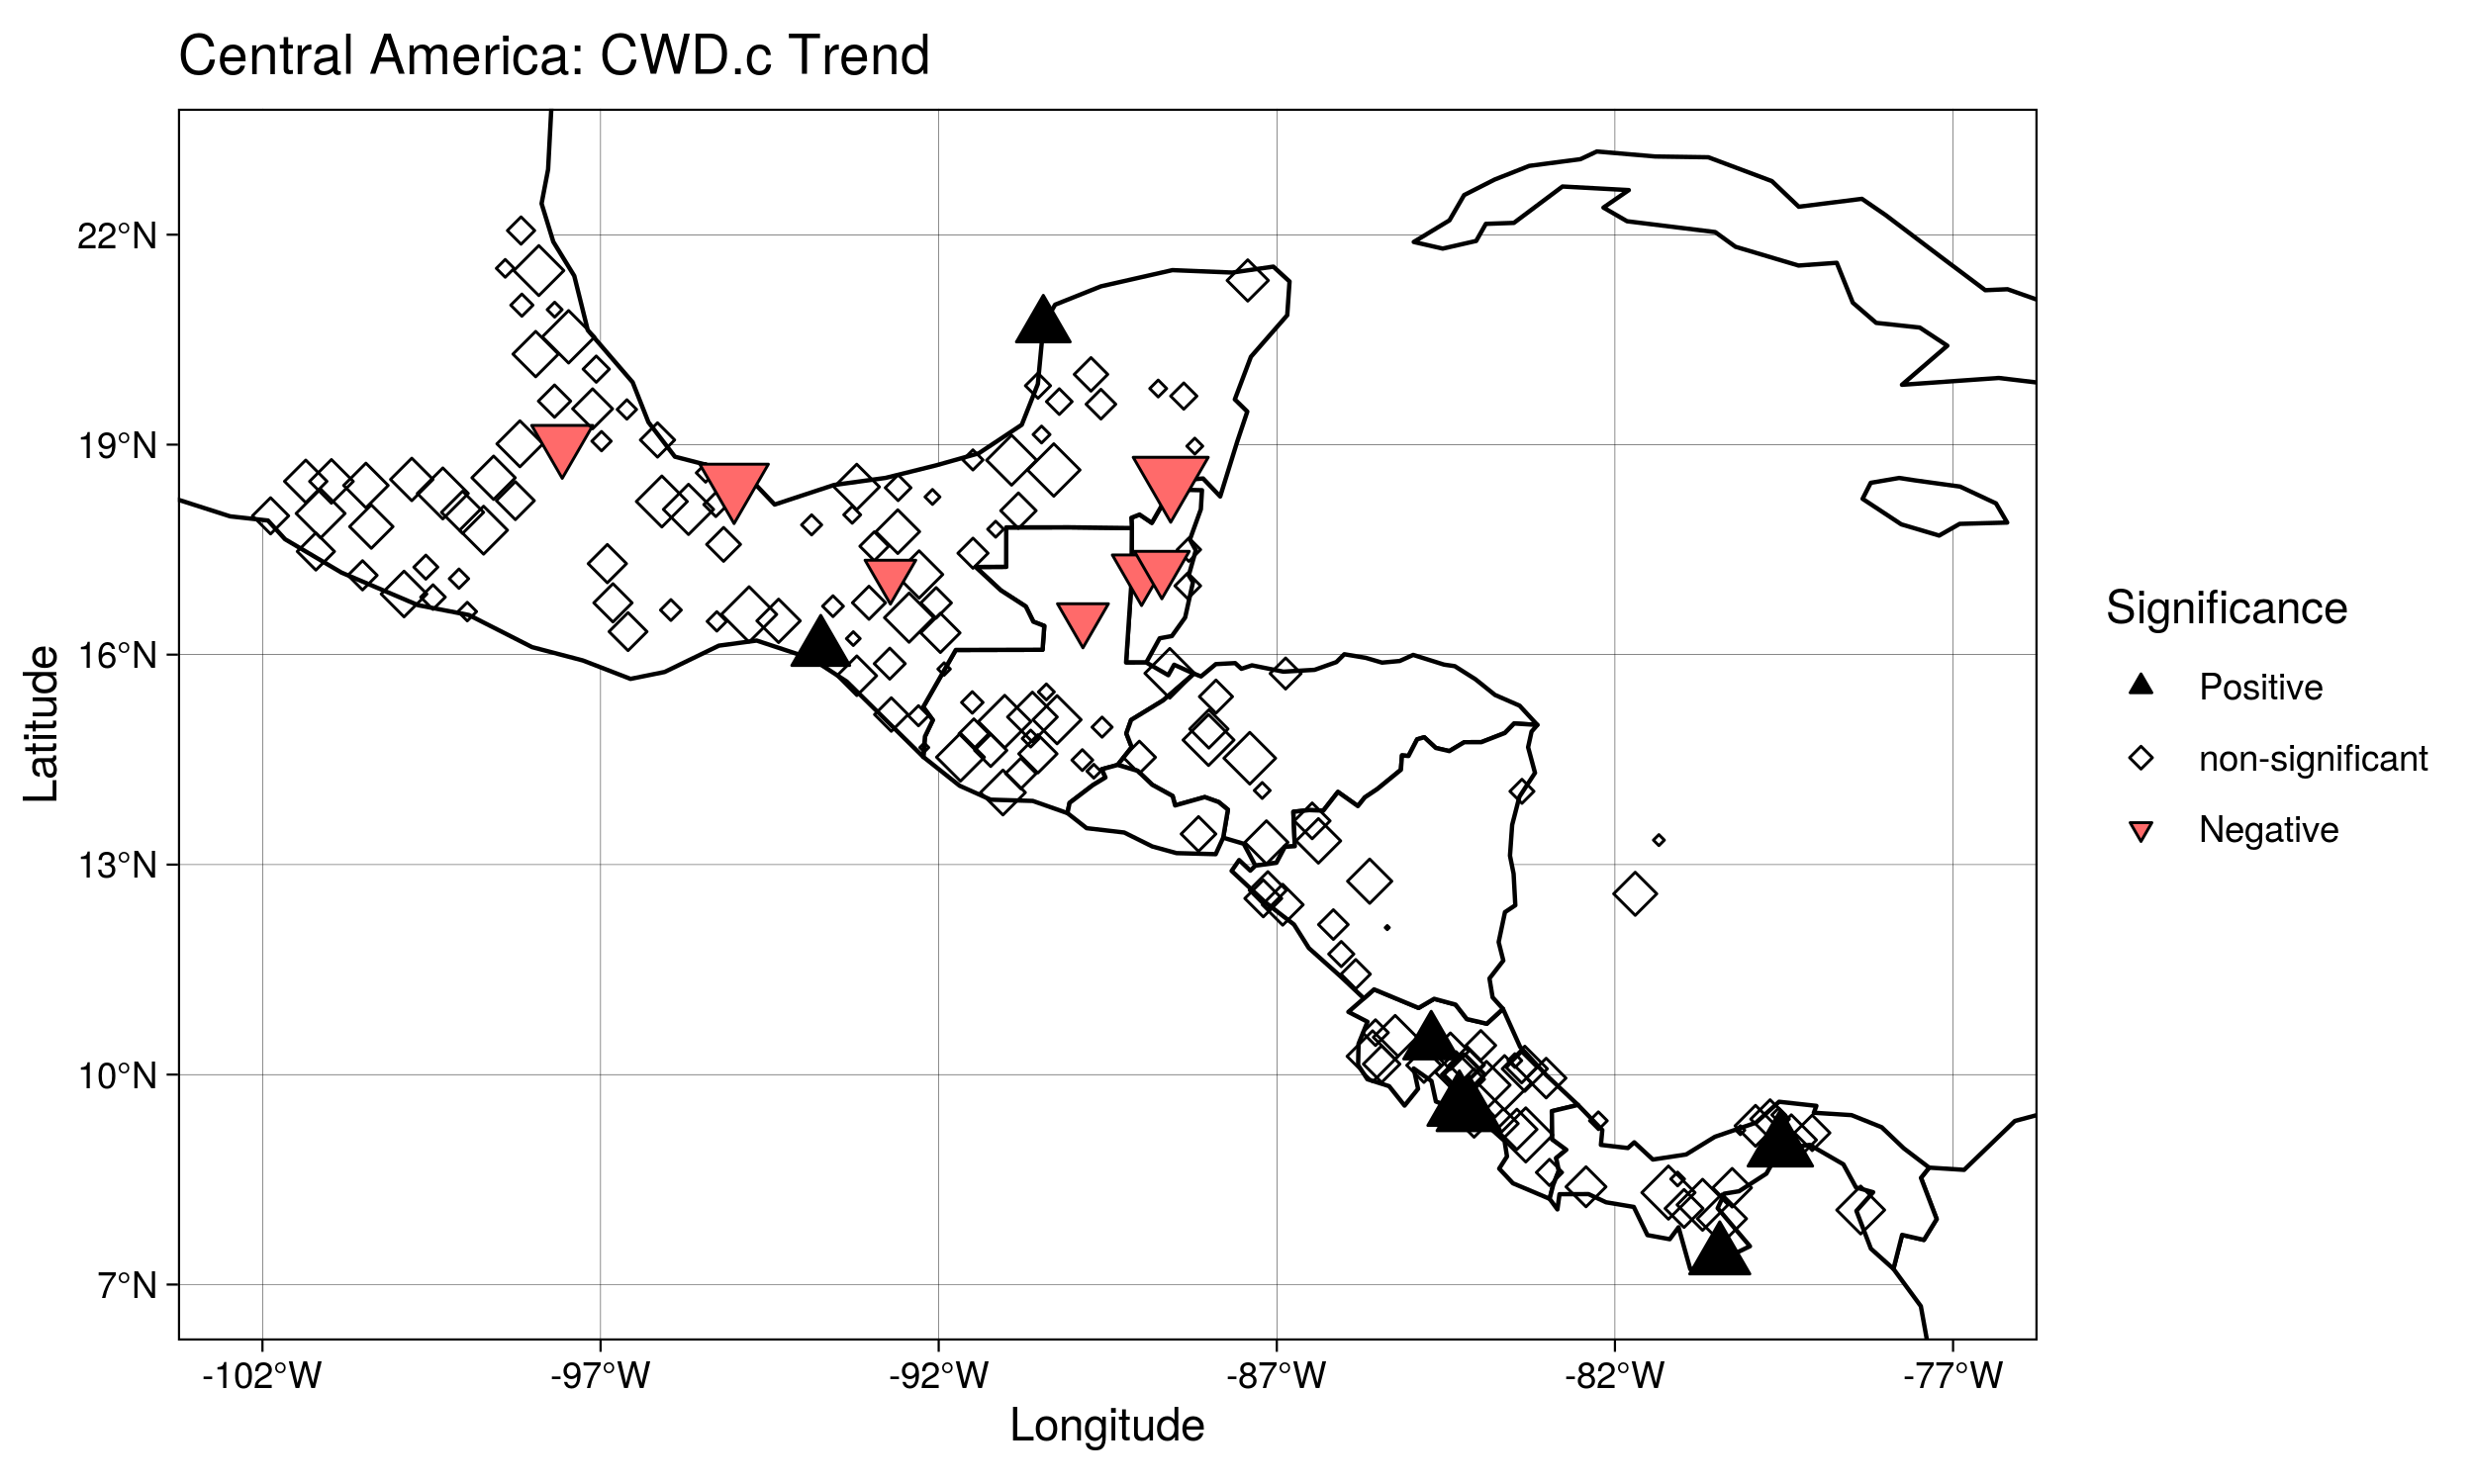 Central America: CWD.c Trend
22°N
19°N
16°N
13°N
10°N
7°N
Latitude
-102°W
-97°W
-92°W
-87°W
-82°W
-77°W
Longitude
Significance
Positive
non-significant
Negative